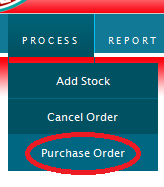 PROCESS REPORT
Add Stock
Cancel Order
Purchase Order